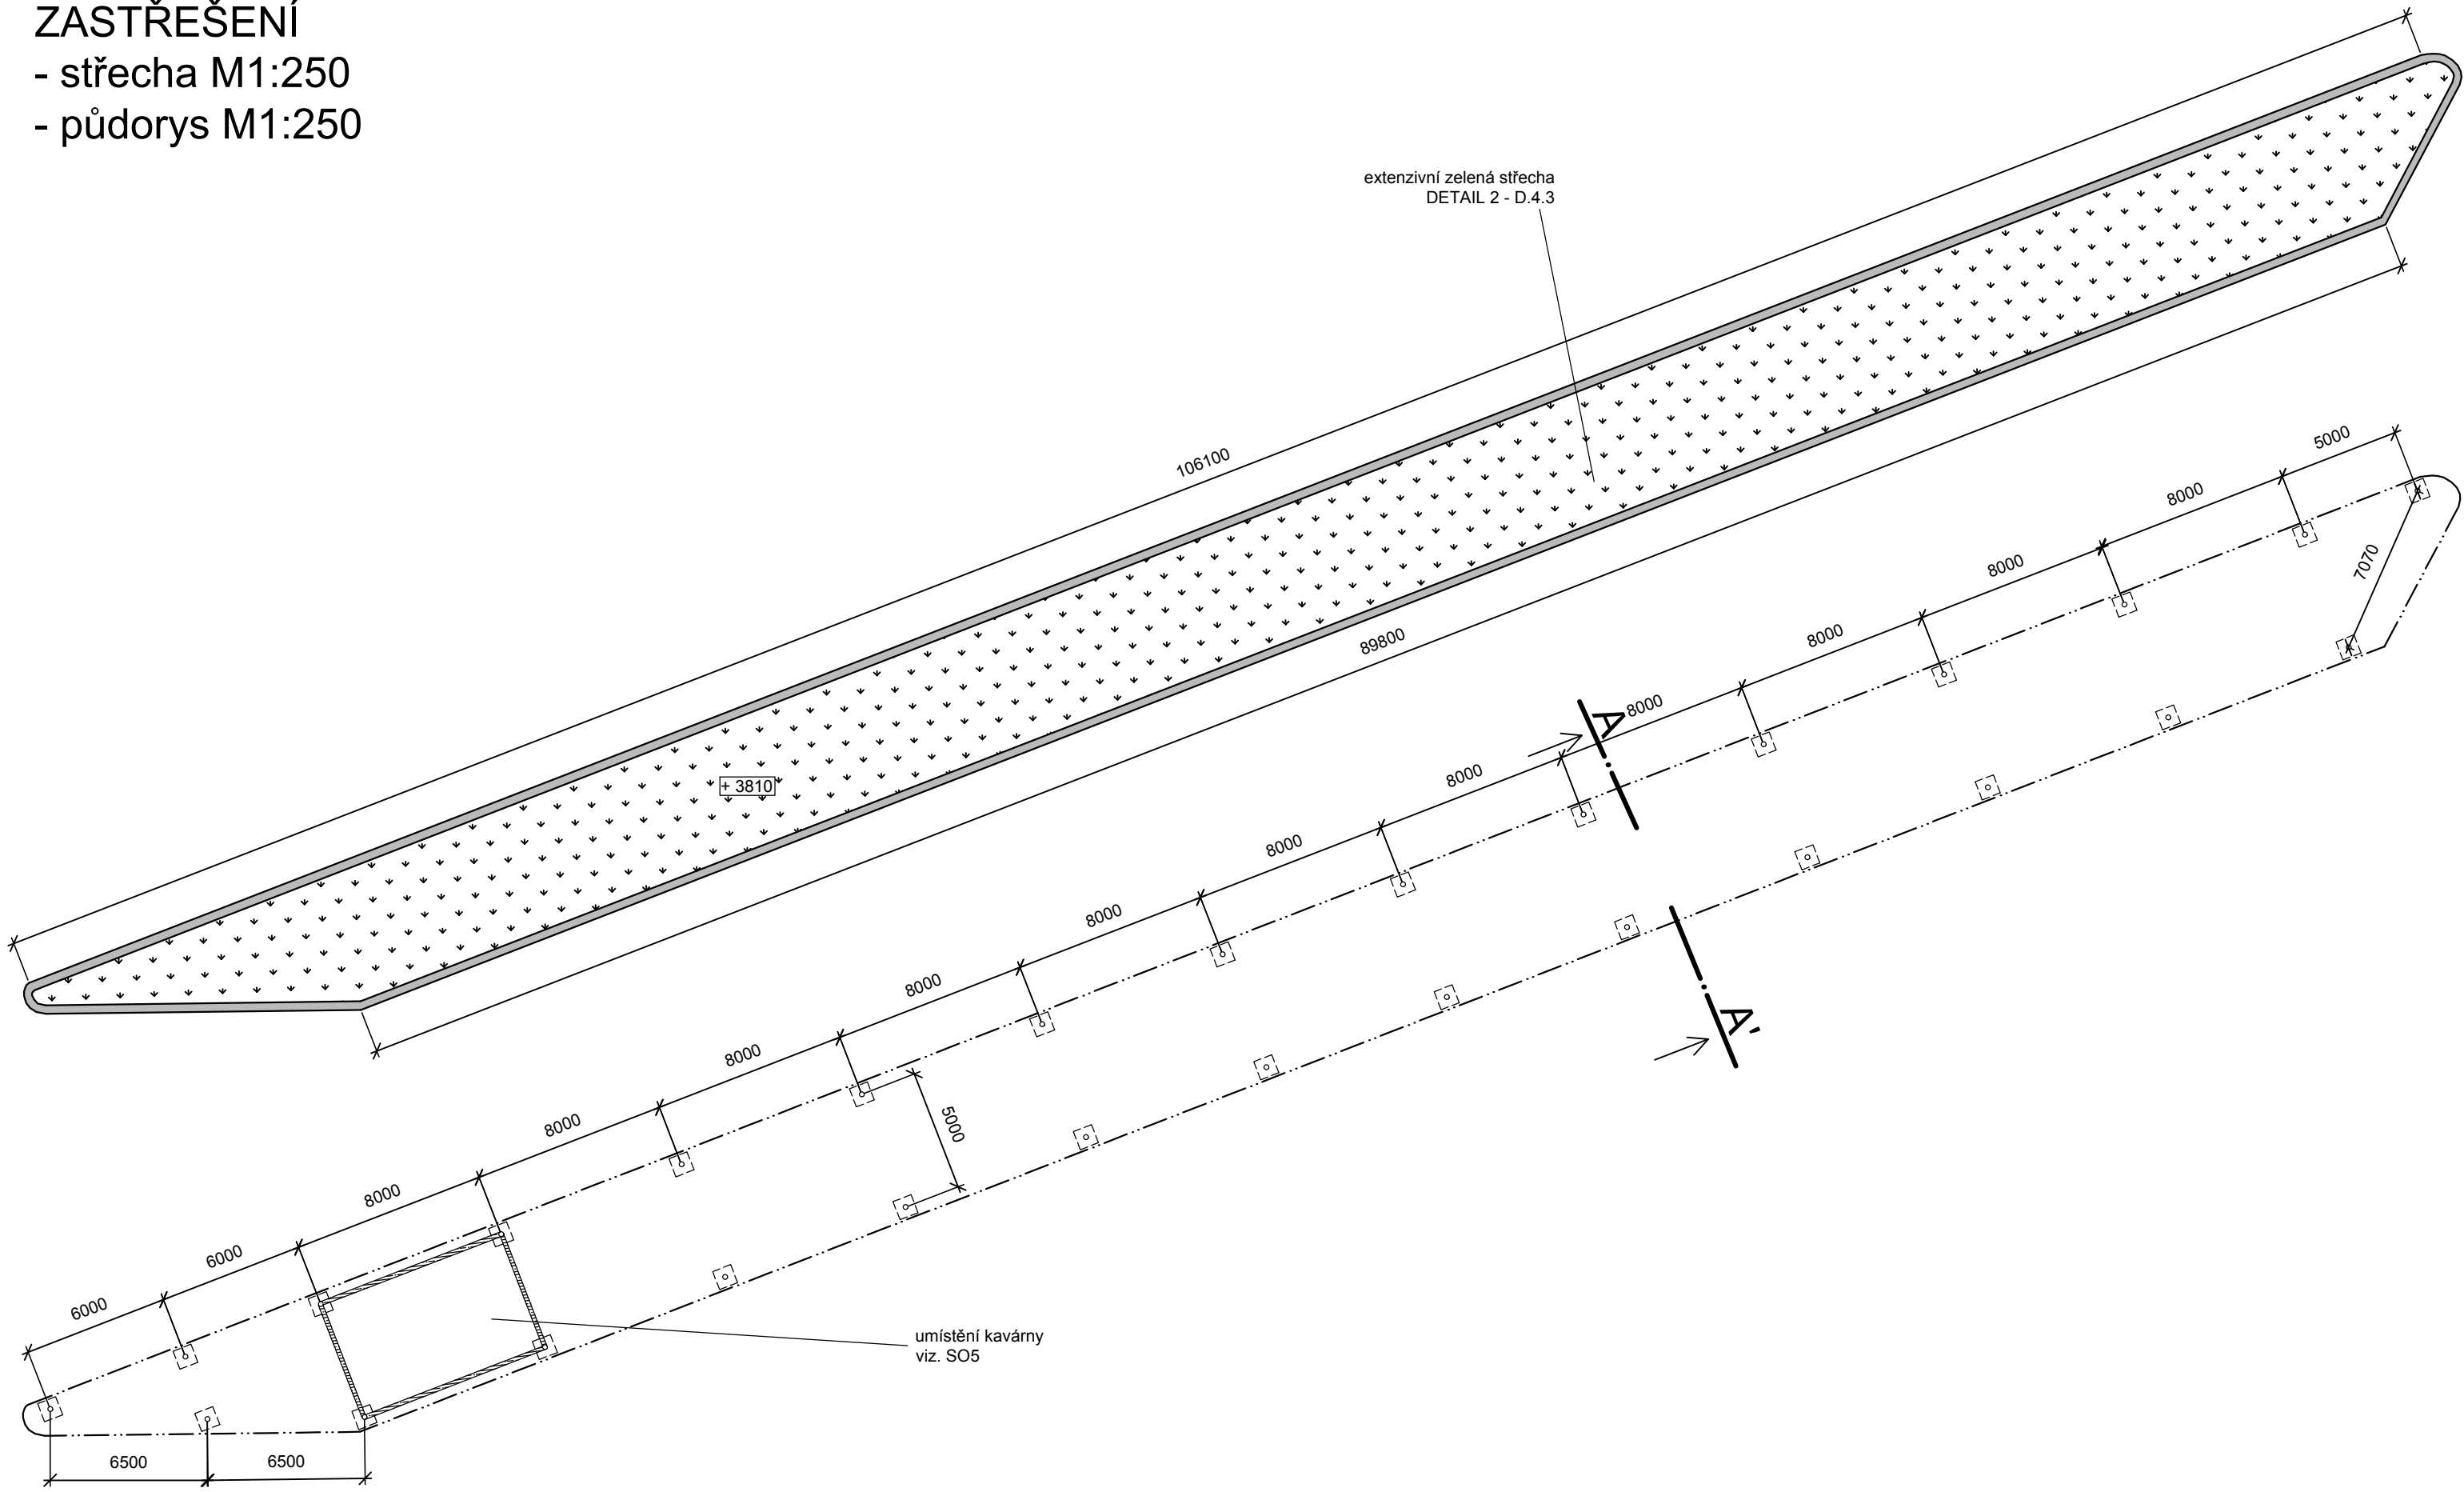 ZASTŘEŠENÍ
- střecha M1:250
- půdorys M1:250
extenzivní zelená střecha
DETAIL 2 - D.4.3
106100
89800
+ 3810
5000
8000
8000
8000
8000
8000
8000
8000
8000
8000
8000
8000
6000
6000
7070
5000
A
A'
umístění kavárny
viz. SO5
6500
6500